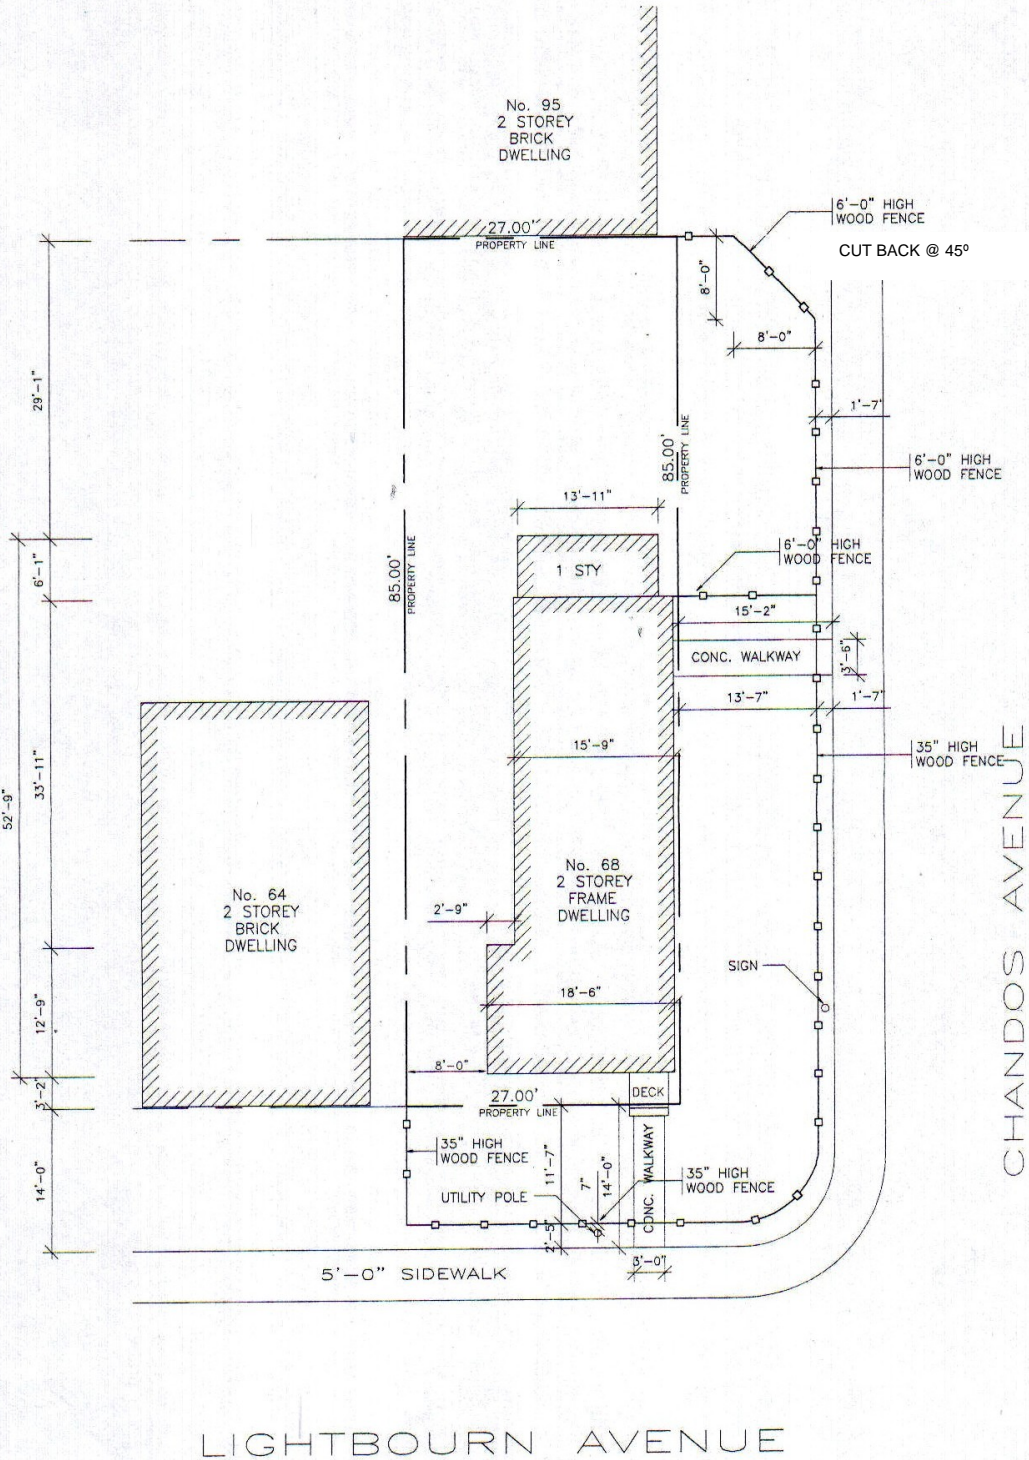 No. 95
2 STOREY
BRICK
DWELLING
6'-0" HIGH
WOOD FENCE
CUT BACK @ 45º
27.00'
PROPERTY LINE
8'-0"
8'-0"
29'-1"
1'-7"
85.00'
PROPERTY LINE
6'-0" HIGH
WOOD FENCE
13'-11"
6'-0" HIGH
WOOD FENCE
1 STY
6'-1"
85.00'
PROPERTY LINE
15'-2"
CONC. WALKWAY
3'-6"
13'-7"
1'-7"
15'-9"
35" HIGH
WOOD FENCE
33'-11"
52'-9"
No. 64
2 STOREY
BRICK
DWELLING
No. 68
2 STOREY
FRAME
DWELLING
2'-9"
SIGN
18'-6"
12'-9"
8'-0"
3'-2"
27.00'
PROPERTY LINE
DECK
35" HIGH
WOOD FENCE
11'-7"
7"
14'-0"
CONC. WALKWAY
35" HIGH
WOOD FENCE
14'-0"
UTILITY POLE
2'-5"
3'-0"
5'-0" SIDEWALK
CHANDOS AVENUE
LIGHTBOURN AVENUE